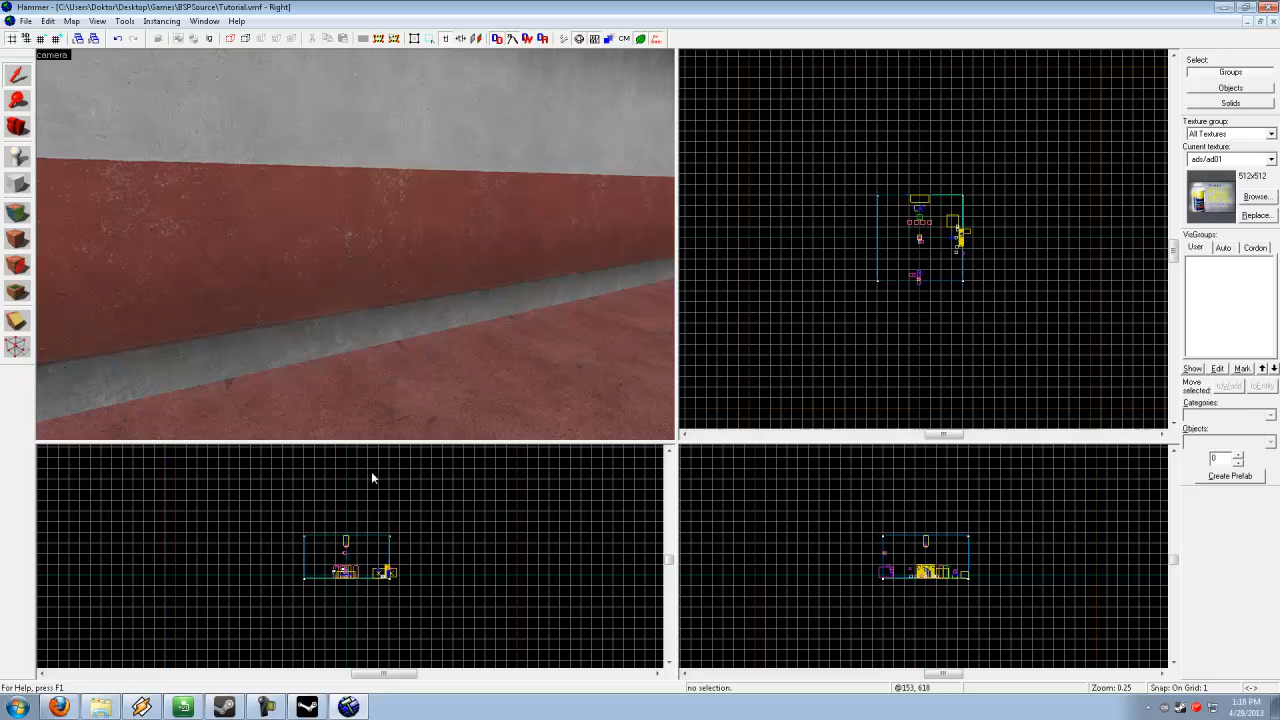 Hammer - [C:\Users\Doktor\Desktop\Games\BSPSource\Tutorial.vmf - Right]
File Edit Map View Tools Instancing Window Help
CM
camera
Select:
Groups
Objects
Solids
Texture group:
All Textures
Current texture:
ads/ad01
512x512
Browse...
Replace...
VisGroups:
User Auto Cordon
Show Edit Mark
Move
selected: toWorld toEntity
Categories:
Objects:
0
Create Prefab
For Help, press F1
no selection.
@153, 618
Zoom: 0.25
Snap: On Grid: 1
<->
1:18 PM
4/29/2013